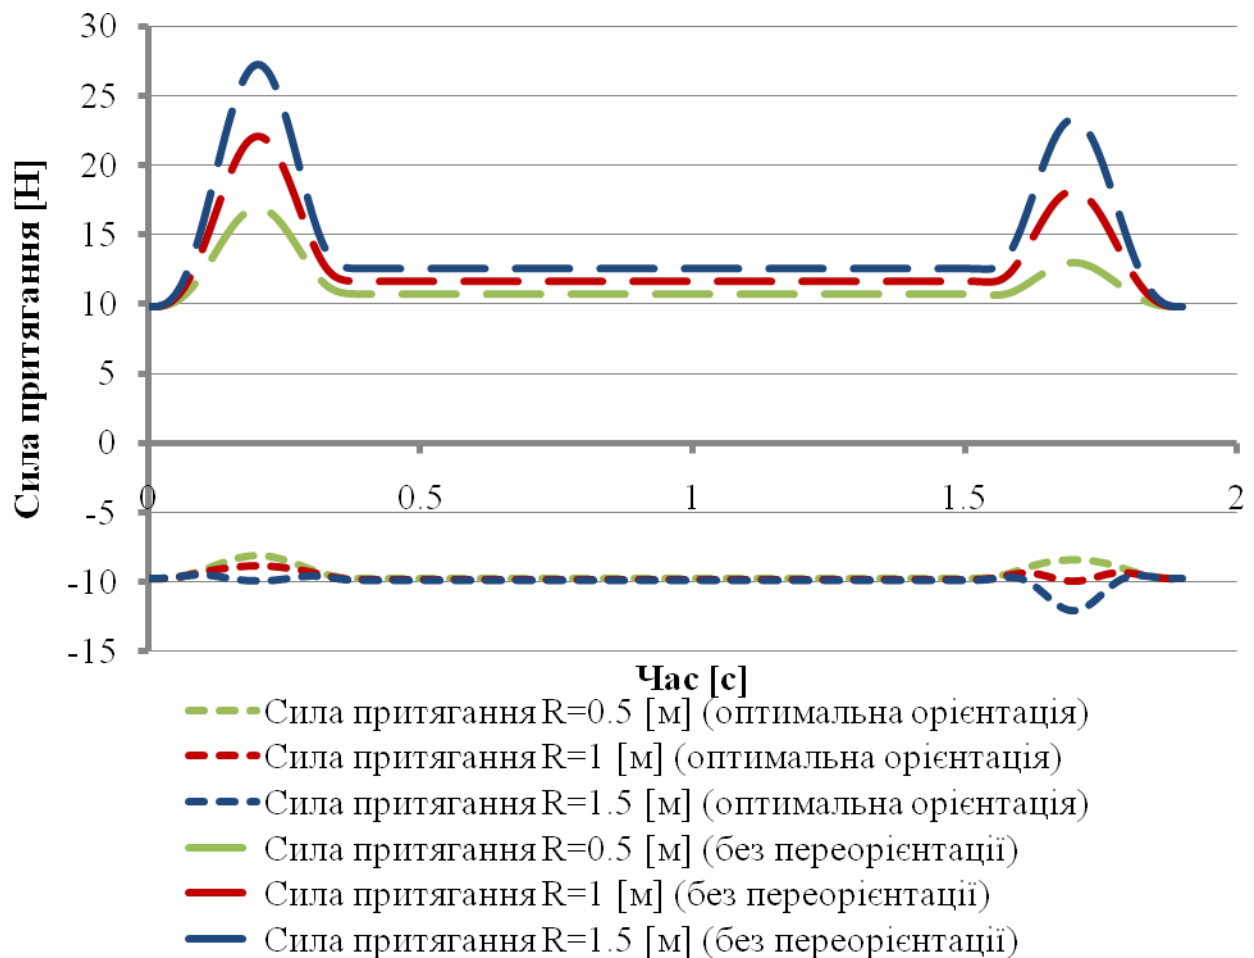 Сила притягання [Н]
30
25
20
15
10
5
0
-5
-10
-15
0 0.5 1 1.5 2
Час [с]
Сила притягання R=0.5 [м] (оптимальна орієнтація)
Сила притягання R=1 [м] (оптимальна орієнтація)
Сила притягання R=1.5 [м] (оптимальна орієнтація)
Сила притягання R=0.5 [м] (без переорієнтації)
Сила притягання R=1 [м] (без переорієнтації)
Сила притягання R=1.5 [м] (без переорієнтації)